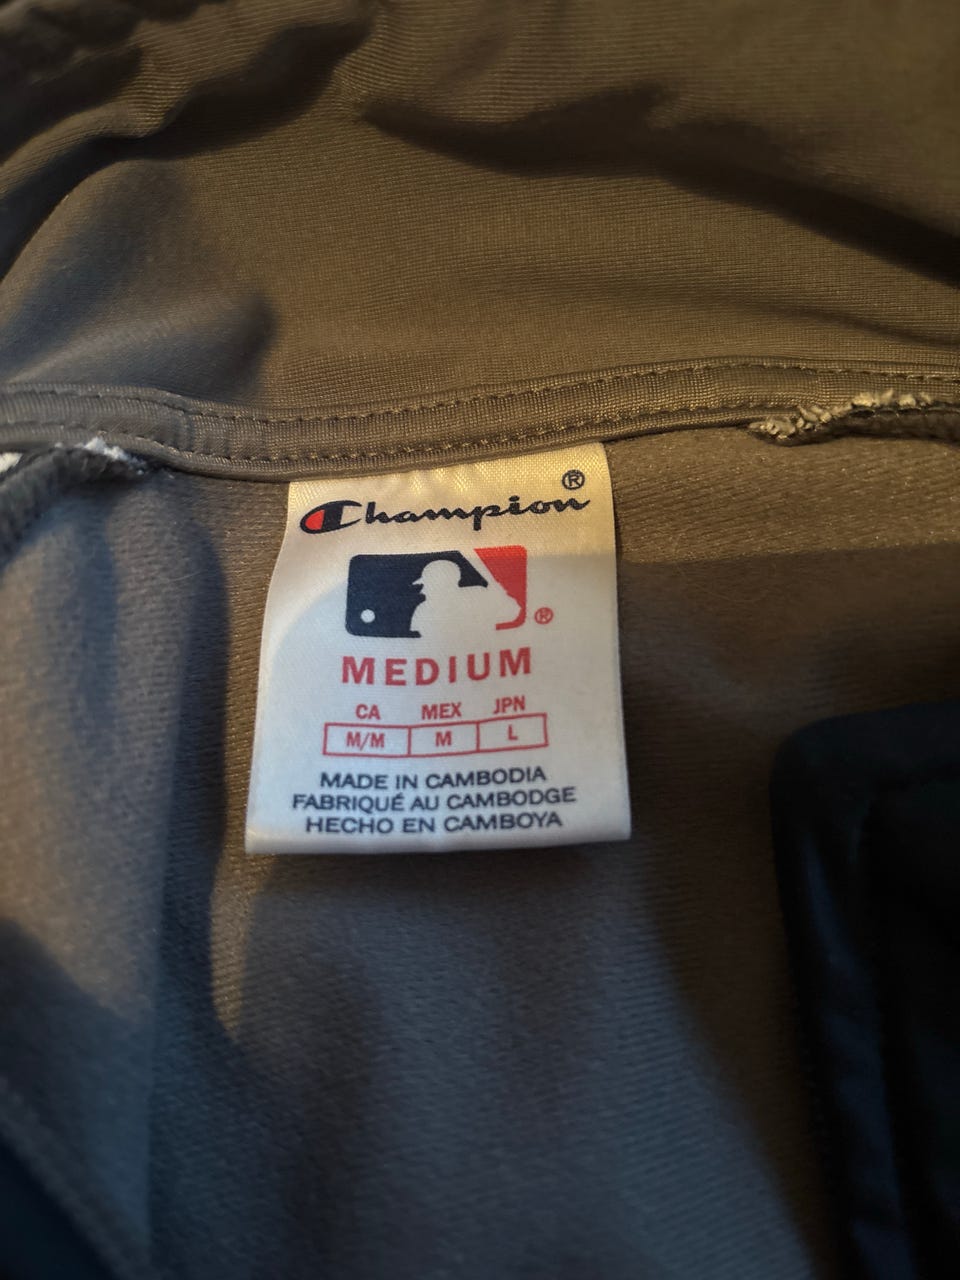 Champion®
®
MEDIUM
CA MEX JPN
M/M M L
MADE IN CAMBODIA
FABRIQUÉ AU CAMBODGE
HECHO EN CAMBOYA